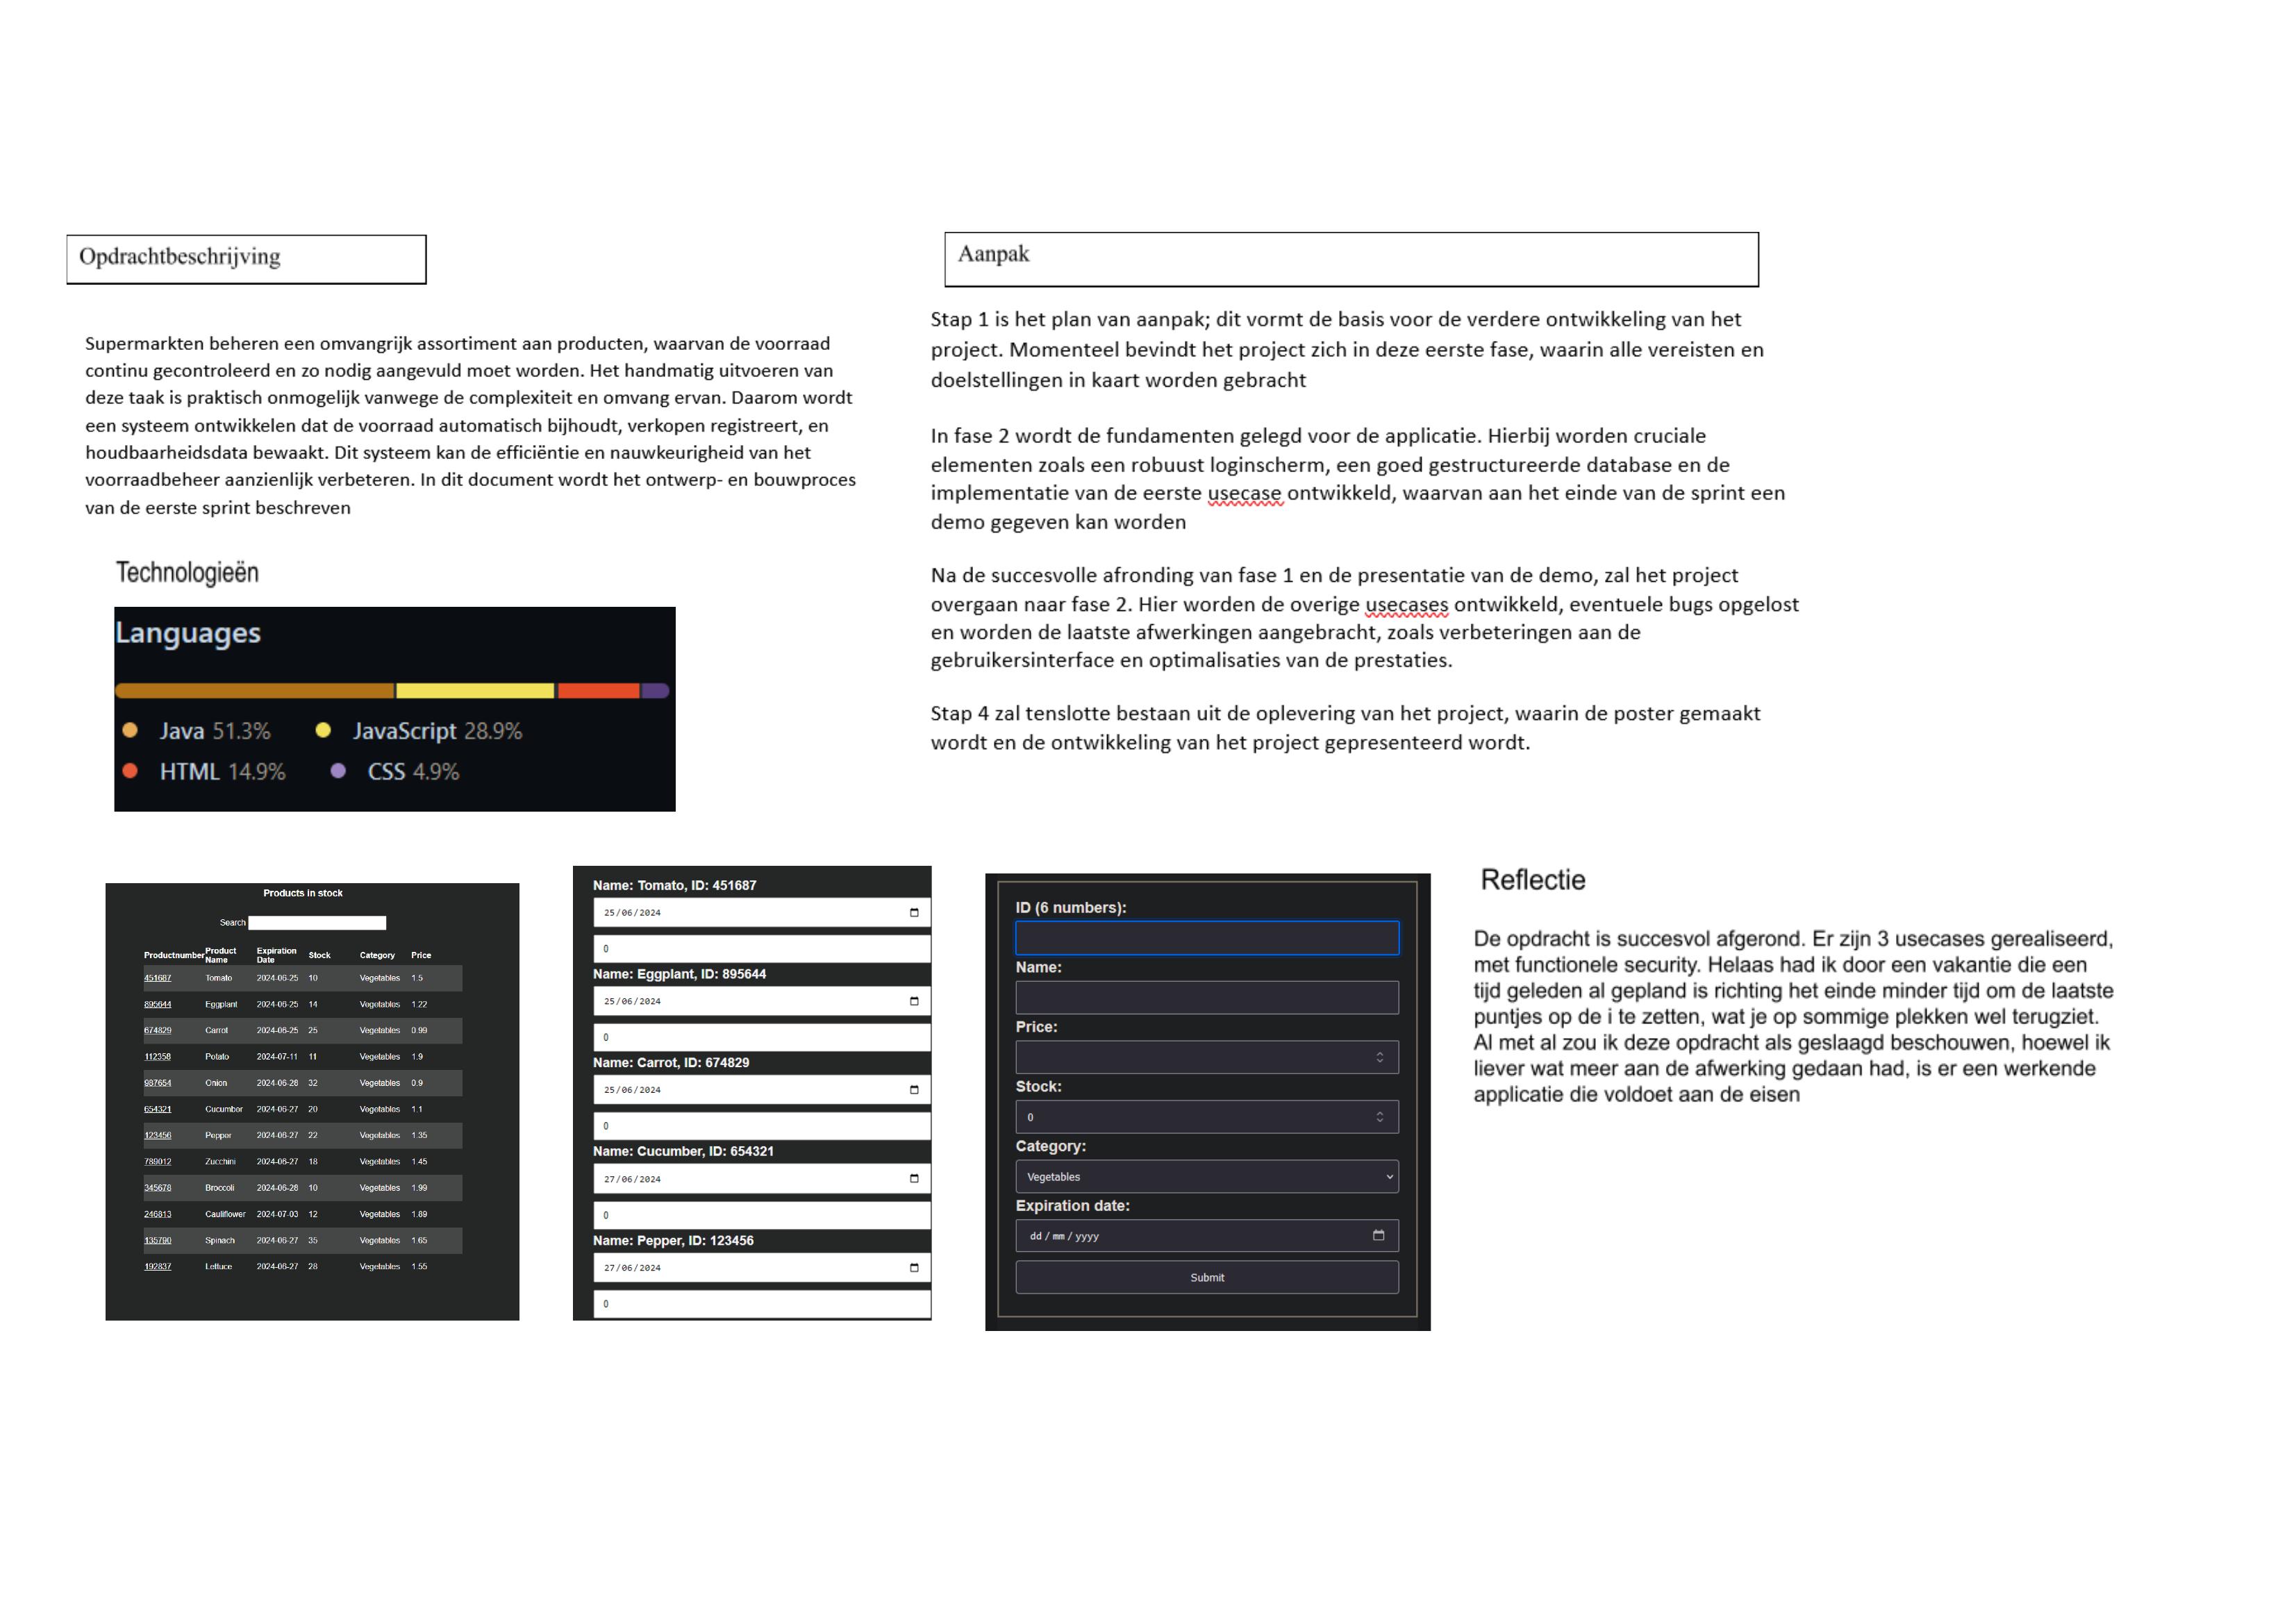 Opdrachtbeschrijving
Supermarkten beheren een omvangrijk assortiment aan producten, waarvan de voorraad
continu gecontroleerd en zo nodig aangevuld moet worden. Het handmatig uitvoeren van
deze taak is praktisch onmogelijk vanwege de complexiteit en omvang ervan. Daarom wordt
een systeem ontwikkelen dat de voorraad automatisch bijhoudt, verkopen registreert, en
houdbaarheidsdata bewaakt. Dit systeem kan de efficiëntie en nauwkeurigheid van het
voorraadbeheer aanzienlijk verbeteren. In dit document wordt het ontwerp- en bouwproces
van de eerste sprint beschreven
Technologieën
Languages
Java 51.3% JavaScript 28.9%
HTML 14.9% CSS 4.9%
Aanpak
Stap 1 is het plan van aanpak; dit vormt de basis voor de verdere ontwikkeling van het
project. Momenteel bevindt het project zich in deze eerste fase, waarin alle vereisten en
doelstellingen in kaart worden gebracht
In fase 2 wordt de fundamenten gelegd voor de applicatie. Hierbij worden cruciale
elementen zoals een robuust loginscherm, een goed gestructureerde database en de
implementatie van de eerste usecase ontwikkeld, waarvan aan het einde van de sprint een
demo gegeven kan worden
Na de succesvolle afronding van fase 1 en de presentatie van de demo, zal het project
overgaan naar fase 2. Hier worden de overige usecases ontwikkeld, eventuele bugs opgelost
en worden de laatste afwerkingen aangebracht, zoals verbeteringen aan de
gebruikersinterface en optimalisaties van de prestaties.
Stap 4 zal tenslotte bestaan uit de oplevering van het project, waarin de poster gemaakt
wordt en de ontwikkeling van het project gepresenteerd wordt.
Products in stock
Search
Productnumber Product Name Expiration Date Stock Category Price
451687 Tomato 2024-06-25 10 Vegetables 1.5
895644 Eggplant 2024-06-25 14 Vegetables 1.22
674829 Carrot 2024-06-25 25 Vegetables 0.99
112358 Potato 2024-07-11 11 Vegetables 1.9
987654 Onion 2024-06-28 32 Vegetables 0.9
654321 Cucumber 2024-06-27 20 Vegetables 1.1
123456 Pepper 2024-06-27 22 Vegetables 1.35
789012 Zucchini 2024-06-27 18 Vegetables 1.45
345678 Broccoli 2024-06-28 10 Vegetables 1.99
246813 Cauliflower 2024-07-03 12 Vegetables 1.89
135790 Spinach 2024-06-27 35 Vegetables 1.65
192837 Lettuce 2024-06-27 28 Vegetables 1.55
Name: Tomato, ID: 451687
25/06/2024
0
Name: Eggplant, ID: 895644
25/06/2024
0
Name: Carrot, ID: 674829
25/06/2024
0
Name: Cucumber, ID: 654321
27/06/2024
0
Name: Pepper, ID: 123456
27/06/2024
0
ID (6 numbers):
Name:
Price:
Stock:
0
Category:
Vegetables
Expiration date:
dd / mm / yyyy
Submit
Reflectie
De opdracht is succesvol afgerond. Er zijn 3 usecases gerealiseerd,
met functionele security. Helaas had ik door een vakantie die een
tijd geleden al gepland is richting het einde minder tijd om de laatste
puntjes op de i te zetten, wat je op sommige plekken wel terugziet.
Al met al zou ik deze opdracht als geslaagd beschouwen, hoewel ik
liever wat meer aan de afwerking gedaan had, is er een werkende
applicatie die voldoet aan de eisen